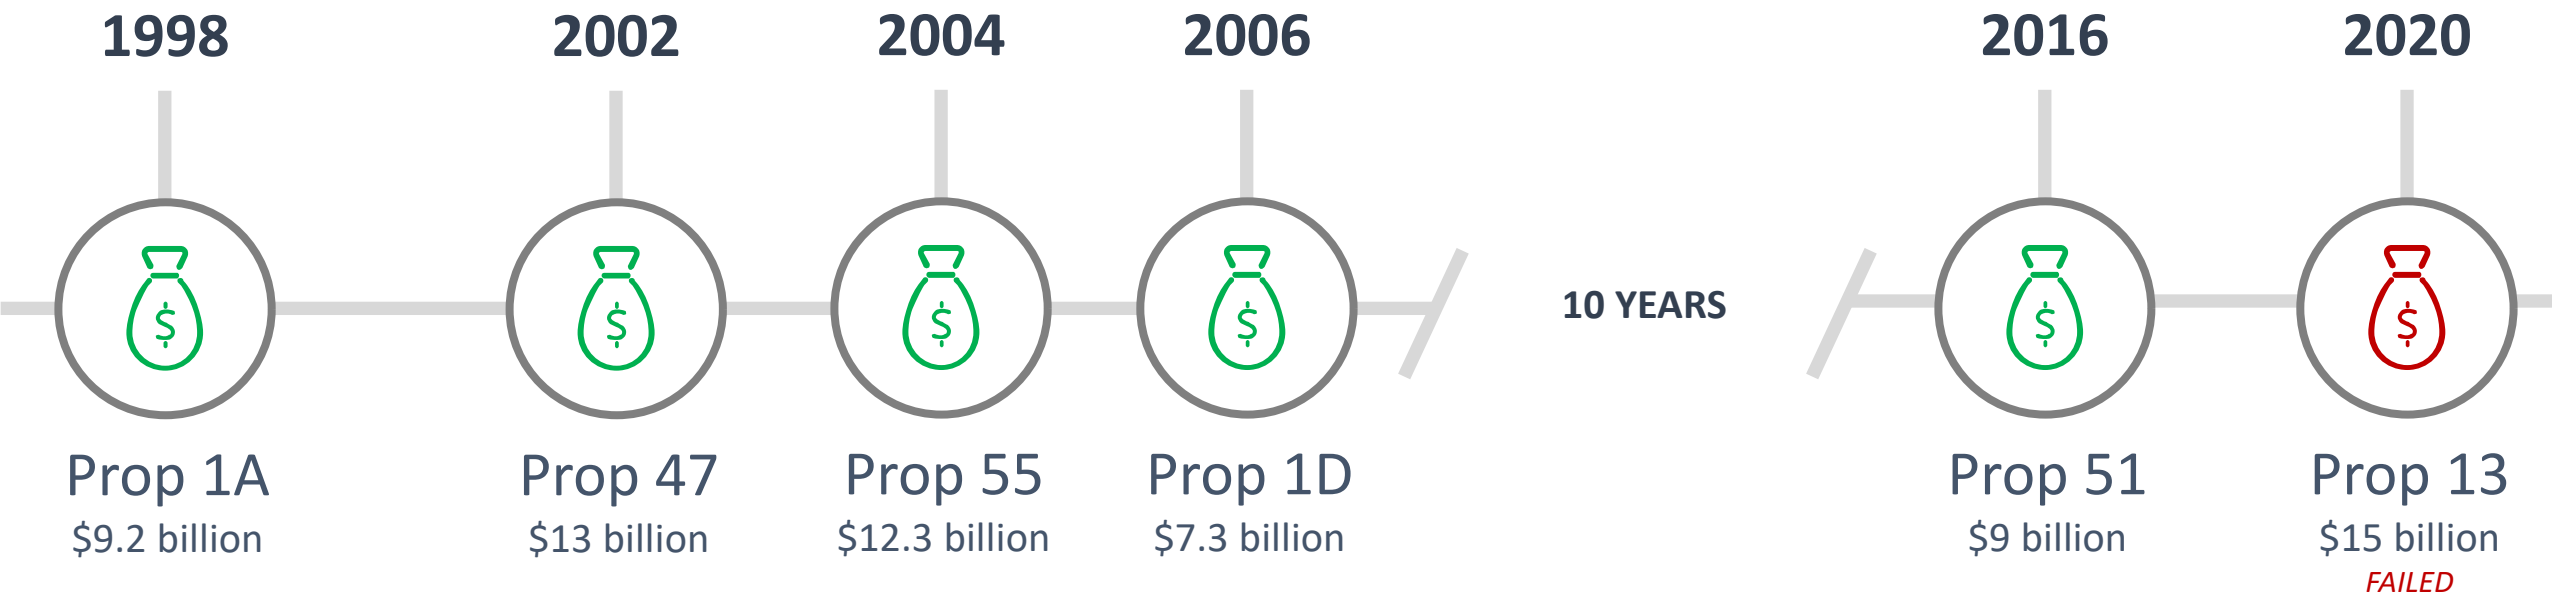 1998
2002
2004
2006
2016
2020
$
$
$
$
10 YEARS
$
$
Prop 1A
Prop 47
Prop 55
Prop 1D
Prop 51
Prop 13
$9.2 billion
$13 billion
$12.3 billion
$7.3 billion
$9 billion
$15 billion
FAILED